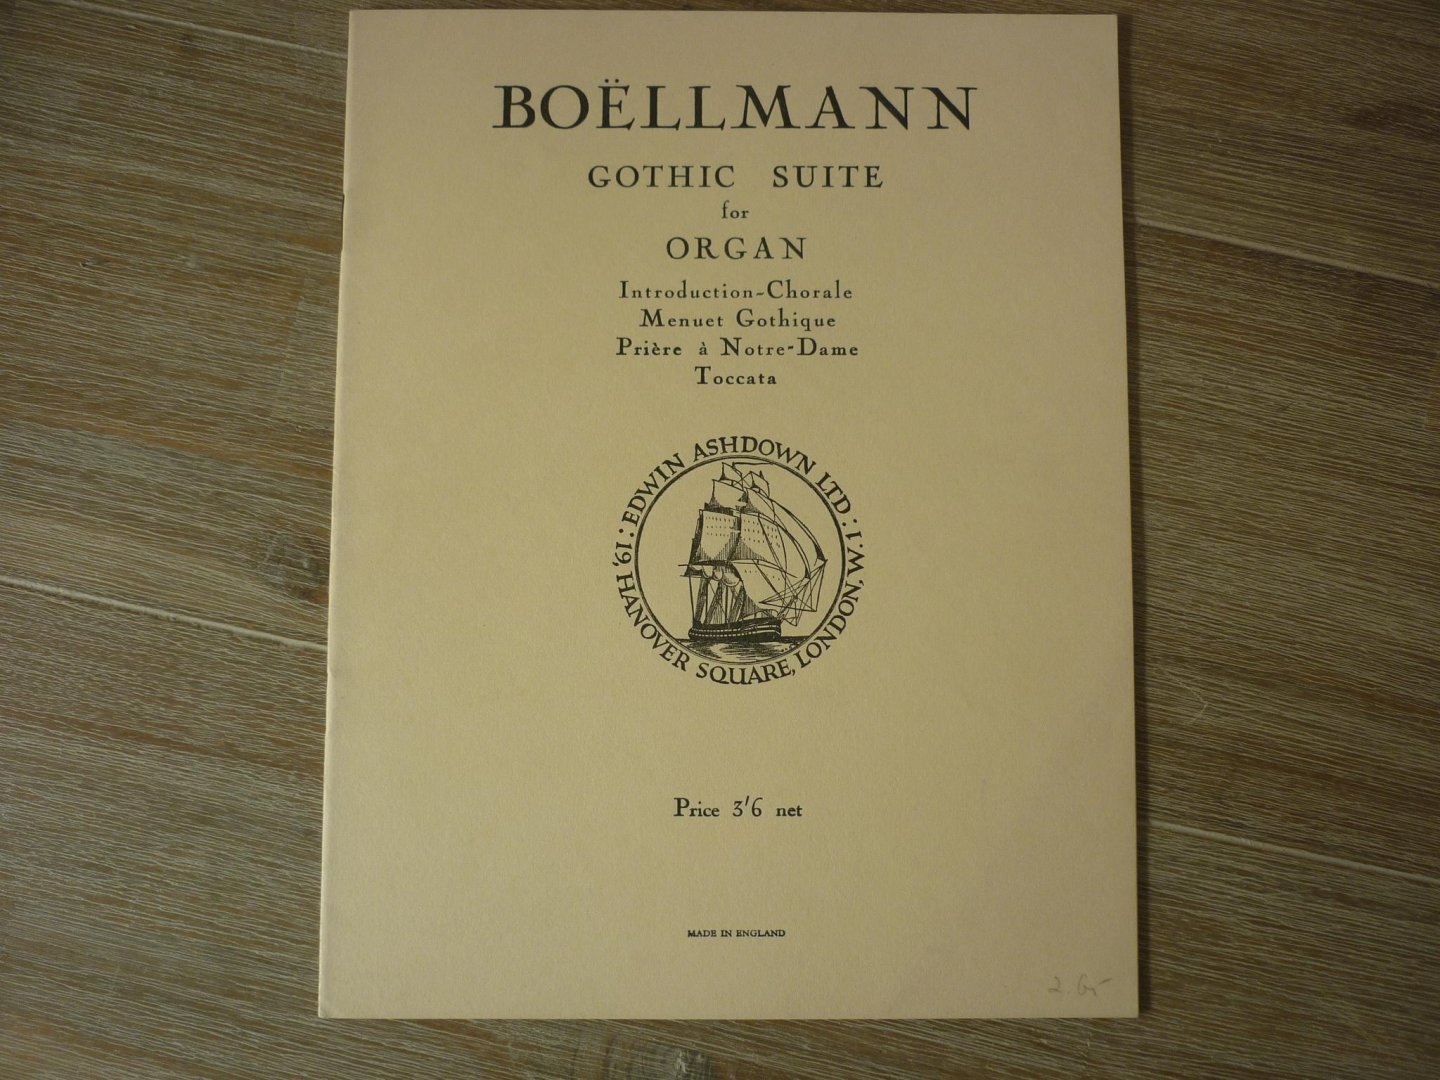 BOËLLMANN
GOTHIC SUITE
for
ORGAN
Introduction-Chorale
Menuet Gothique
Prière à Notre-Dame
Toccata
: EDWIN ASHDOWN LTD :
19, HANOVER SQUARE, LONDON, W.1
Price 3'6 net
MADE IN ENGLAND